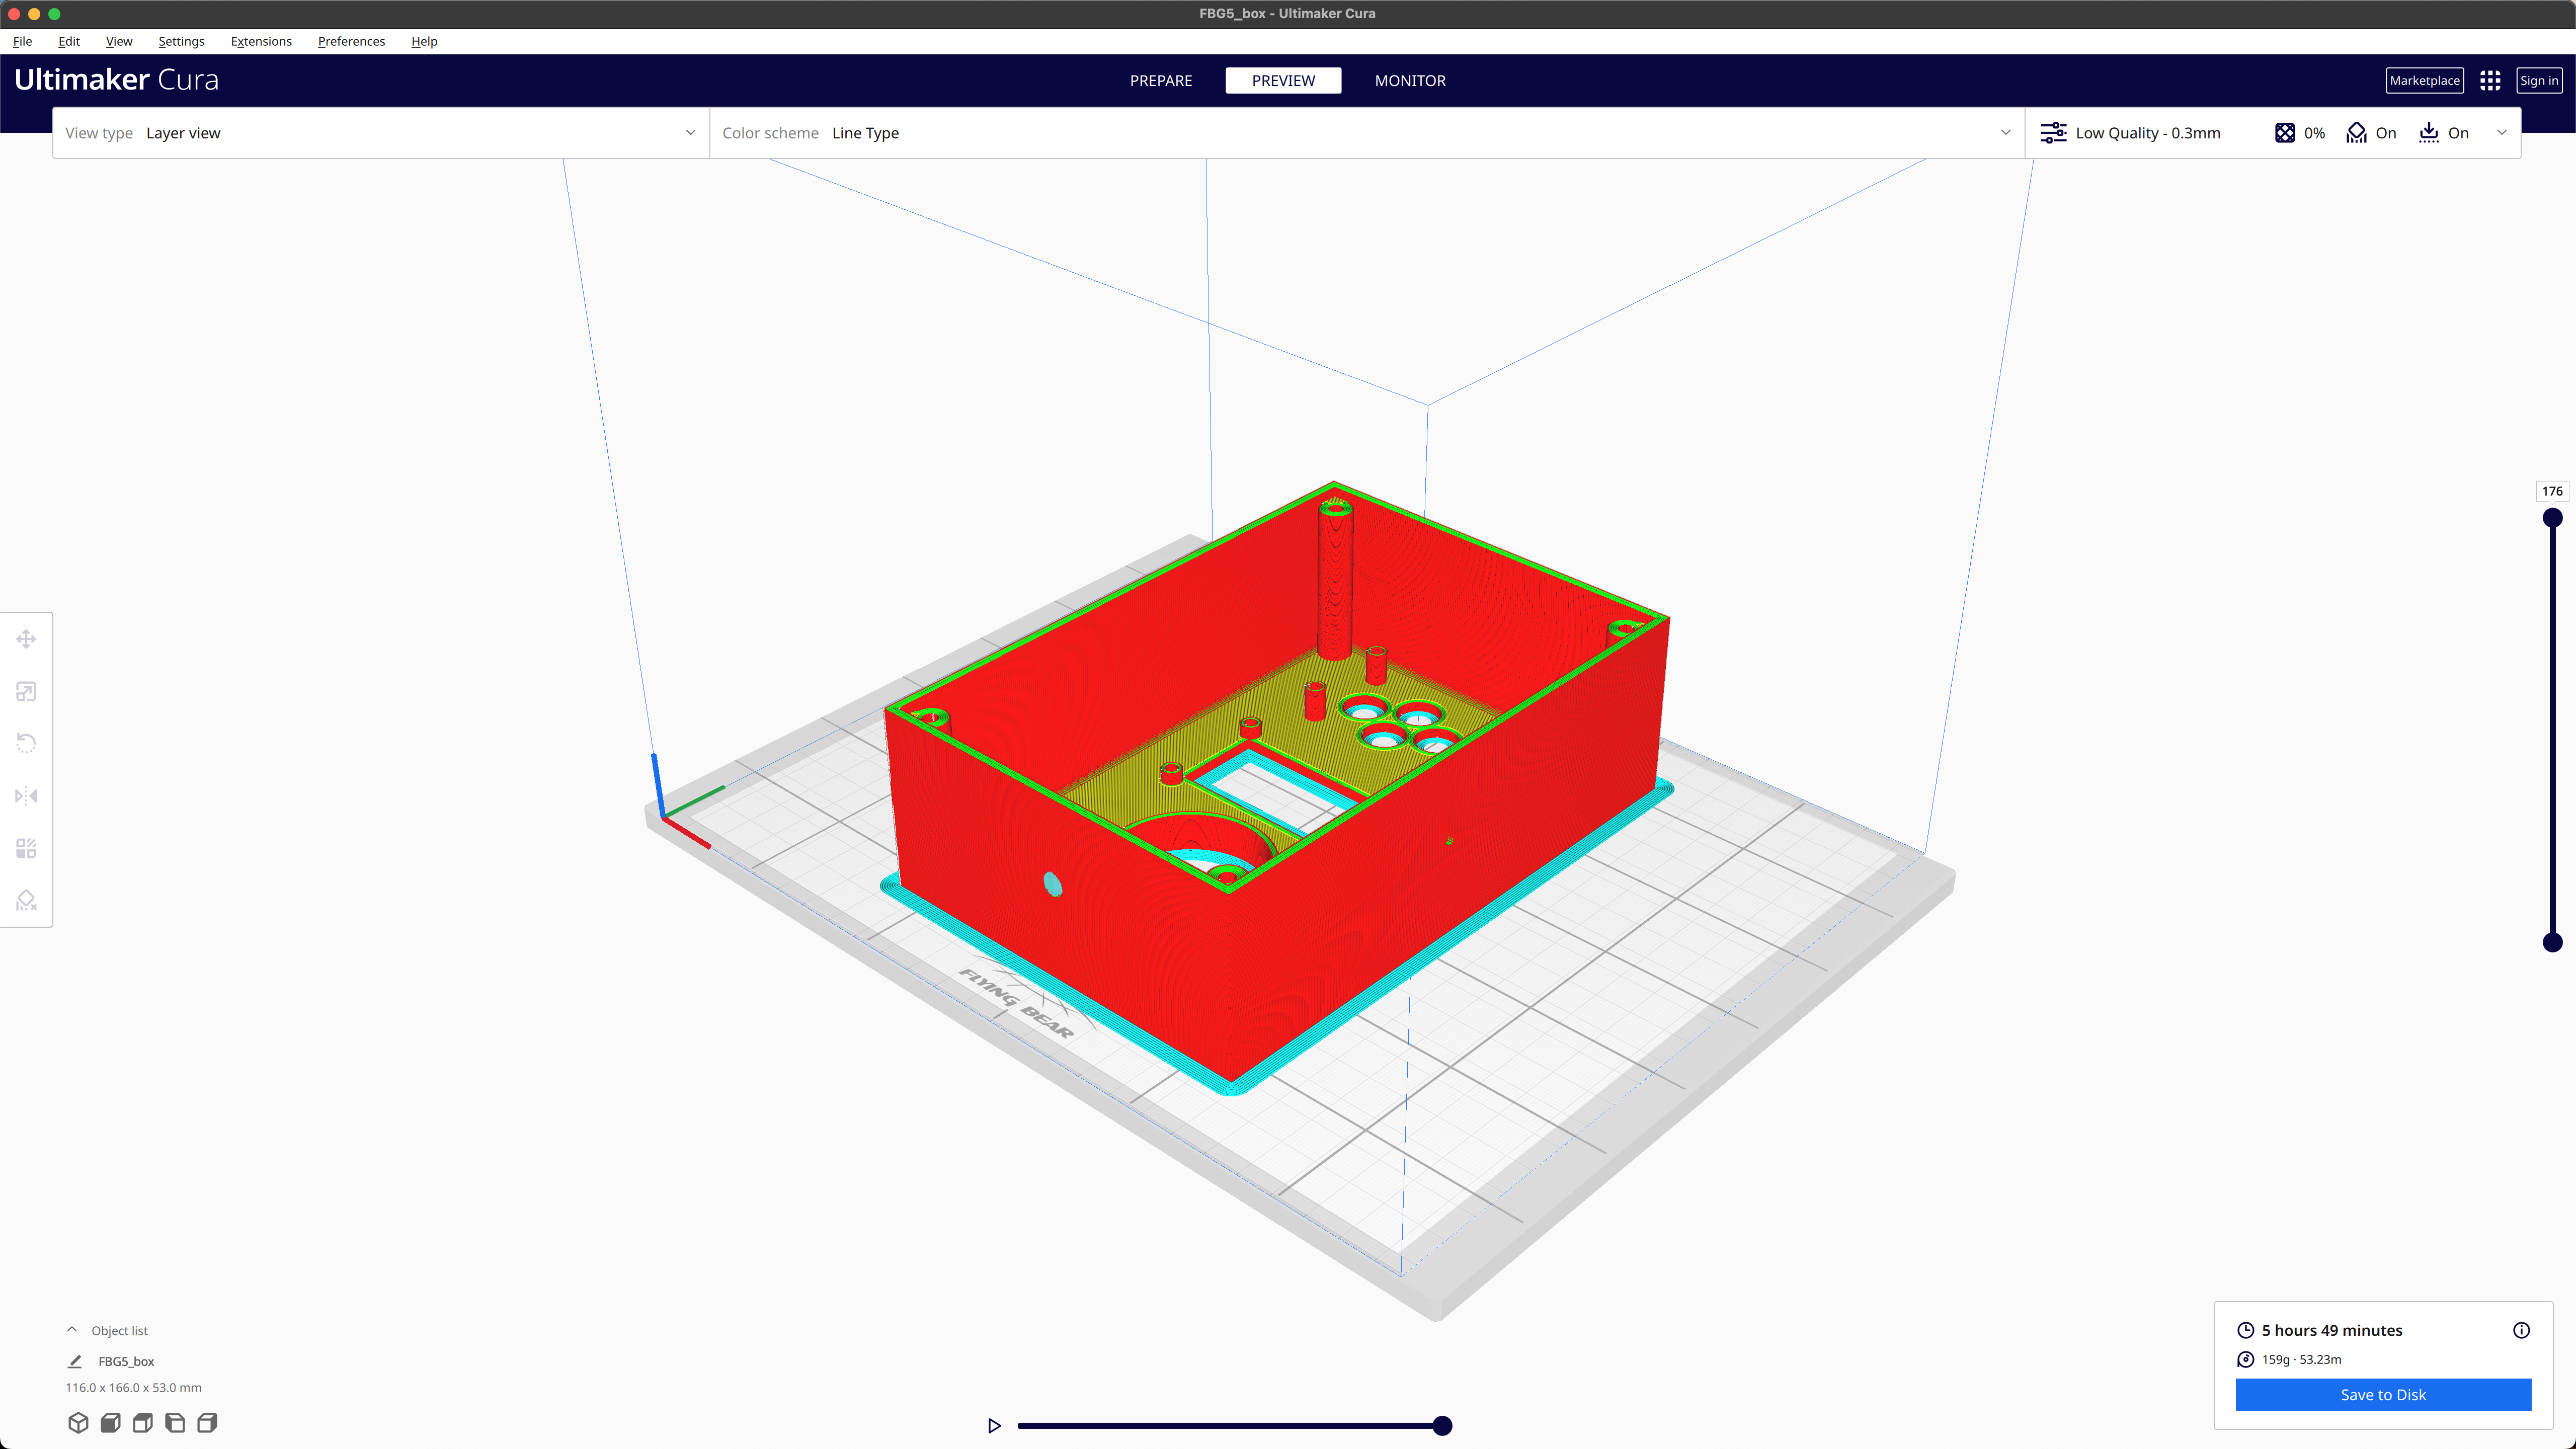 FBG5_box - Ultimaker Cura
File Edit View Settings Extensions Preferences Help
Ultimaker Cura
PREPARE PREVIEW MONITOR
Marketplace Sign in
View type Layer view
Color scheme Line Type
Low Quality - 0.3mm 0% On On
176
FLYING BEAR
Object list
FBG5_box
116.0 x 166.0 x 53.0 mm
5 hours 49 minutes
159g · 53.23m
Save to Disk